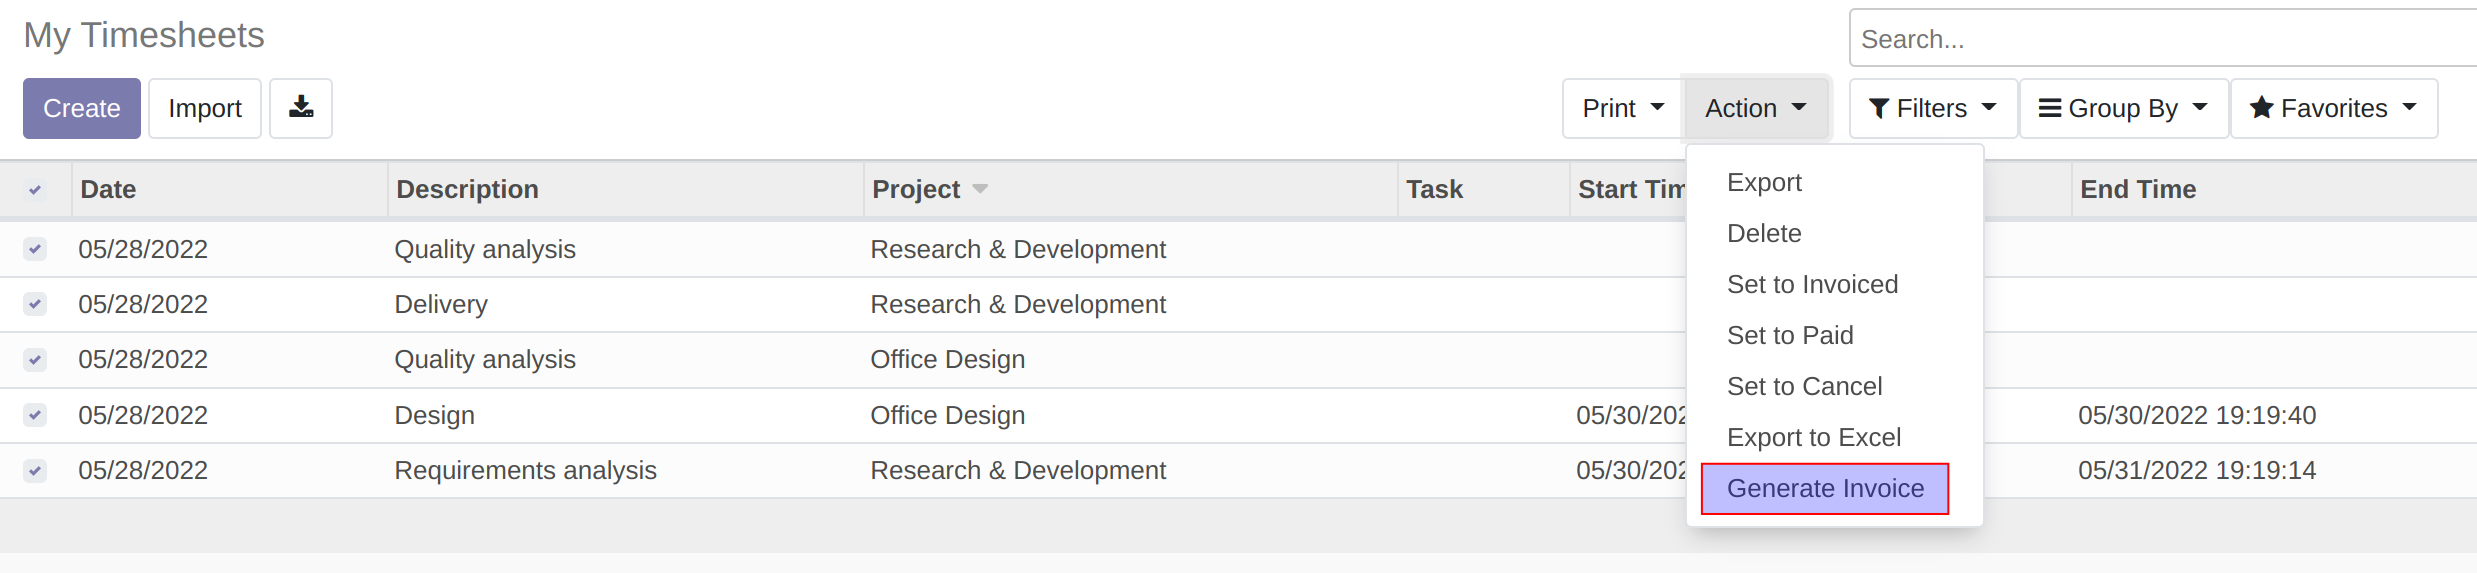 My Timesheets
Search...
Create Import Print Action Filters Group By Favorites
Date Description Project Task Start Tim End Time
Export
Delete
Set to Invoiced
Set to Paid
Set to Cancel
Export to Excel
Generate Invoice
05/28/2022 Quality analysis Research & Development
05/28/2022 Delivery Research & Development
05/28/2022 Quality analysis Office Design
05/28/2022 Design Office Design 05/30/202 05/30/2022 19:19:40
05/28/2022 Requirements analysis Research & Development 05/30/202 05/31/2022 19:19:14